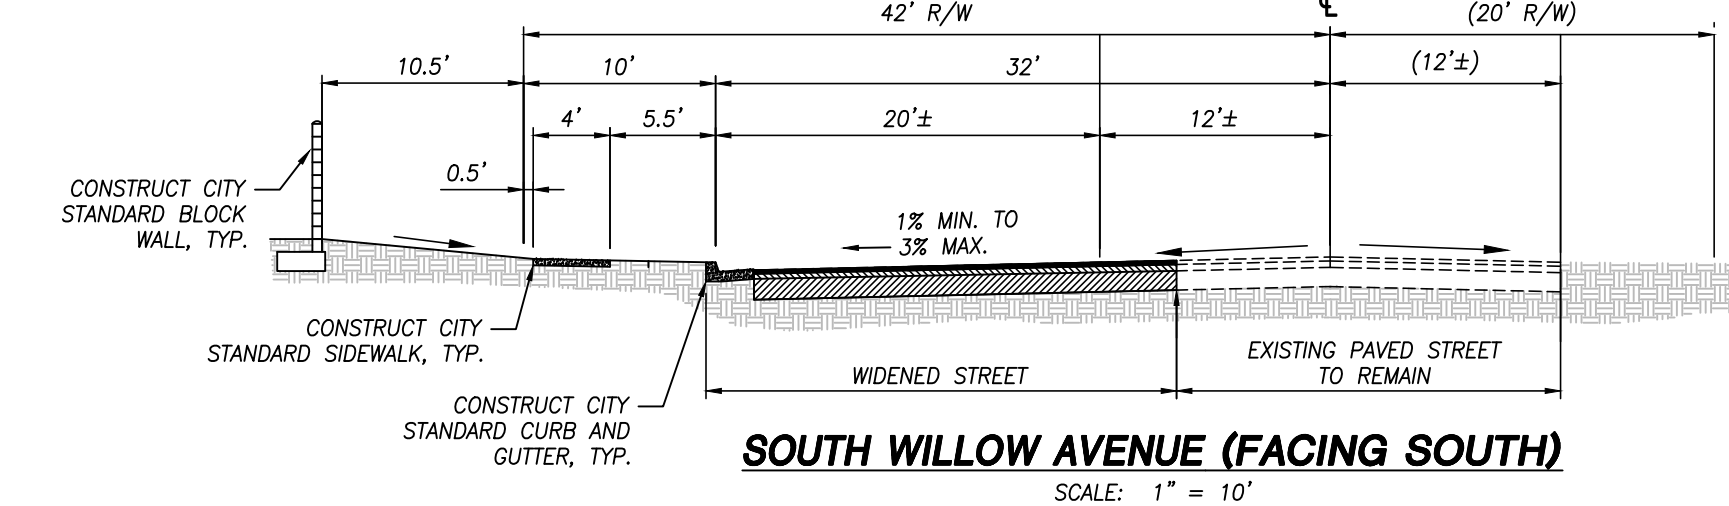 42' R/W
℄
(20' R/W)
10.5'
10'
32'
(12'±)
4'
5.5'
20'±
12'±
0.5'
CONSTRUCT CITY
STANDARD BLOCK
WALL, TYP.
1% MIN. TO
3% MAX.
CONSTRUCT CITY
STANDARD SIDEWALK, TYP.
EXISTING PAVED STREET
TO REMAIN
WIDENED STREET
CONSTRUCT CITY
STANDARD CURB AND
GUTTER, TYP.
SOUTH WILLOW AVENUE (FACING SOUTH)
SCALE: 1" = 10'